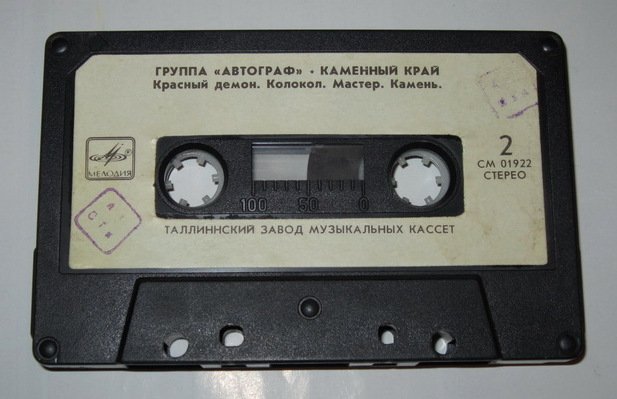 ГРУППА «АВТОГРАФ» · КАМЕННЫЙ КРАЙ
Красный демон. Колокол. Мастер. Камень.
МЕЛОДИЯ
2
СМ 01922
СТЕРЕО
100 50 0
ТАЛЛИННСКИЙ ЗАВОД МУЗЫКАЛЬНЫХ КАССЕТ